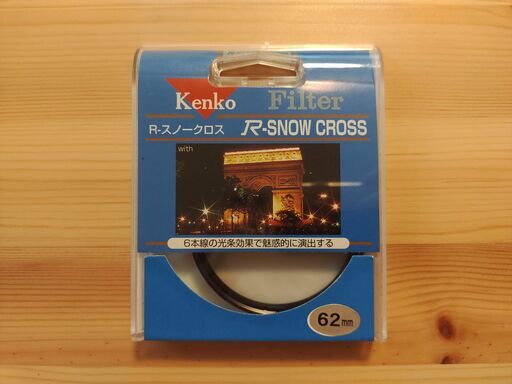 Kenko Filter
R-スノークロス R-SNOW CROSS
with
6本線の光条効果で魅惑的に演出する
62mm